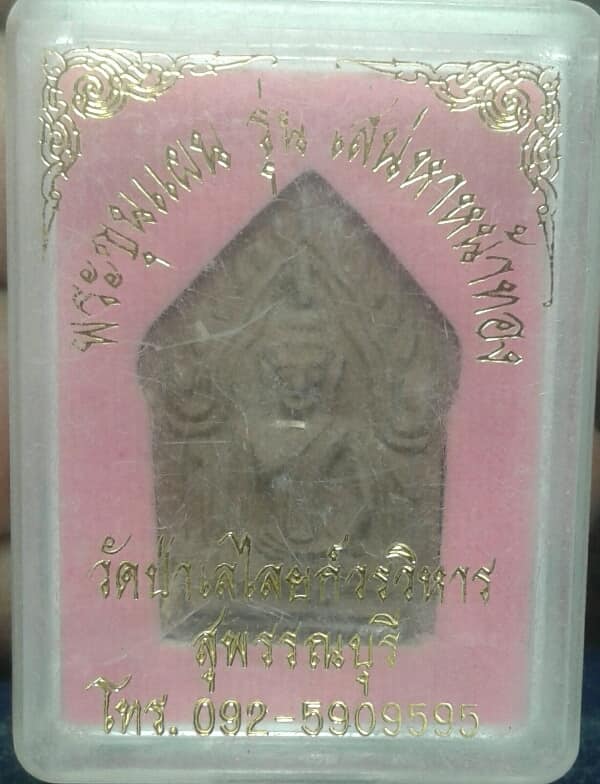 พระขุนแผน รุ่น เสน่ห์หาหน้าทอง
วัดป่าเลไลยก์วรวิหาร
สุพรรณบุรี
โทร. 092-5909595